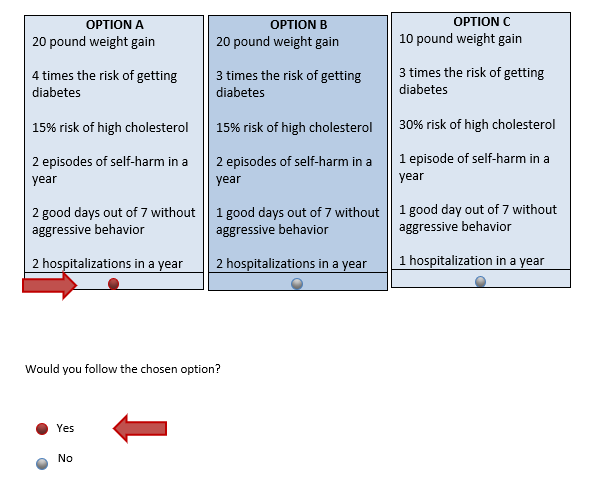 OPTION A
20 pound weight gain
4 times the risk of getting
diabetes
15% risk of high cholesterol
2 episodes of self-harm in a
year
2 good days out of 7 without
aggressive behavior
2 hospitalizations in a year
OPTION B
20 pound weight gain
3 times the risk of getting
diabetes
15% risk of high cholesterol
2 episodes of self-harm in a
year
1 good days out of 7 without
aggressive behavior
2 hospitalizations in a year
OPTION C
10 pound weight gain
3 times the risk of getting
diabetes
30% risk of high cholesterol
1 episode of self-harm in a
year
1 good day out of 7 without
aggressive behavior
1 hospitalization in a year
Would you follow the chosen option?
Yes
No